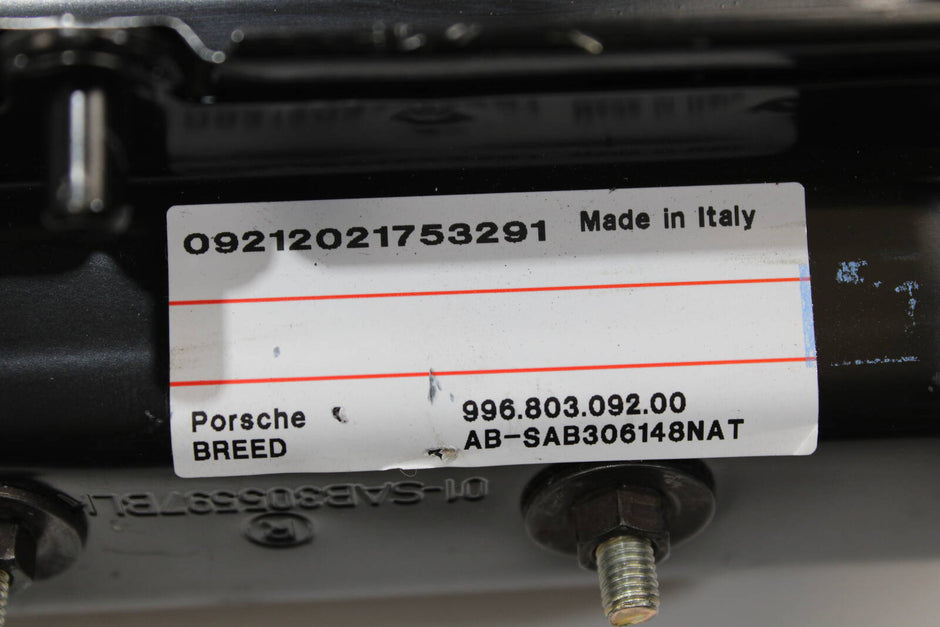 09212021753291 Made in Italy
Porsche 996.803.092.00
BREED AB-SAB306148NAT
®